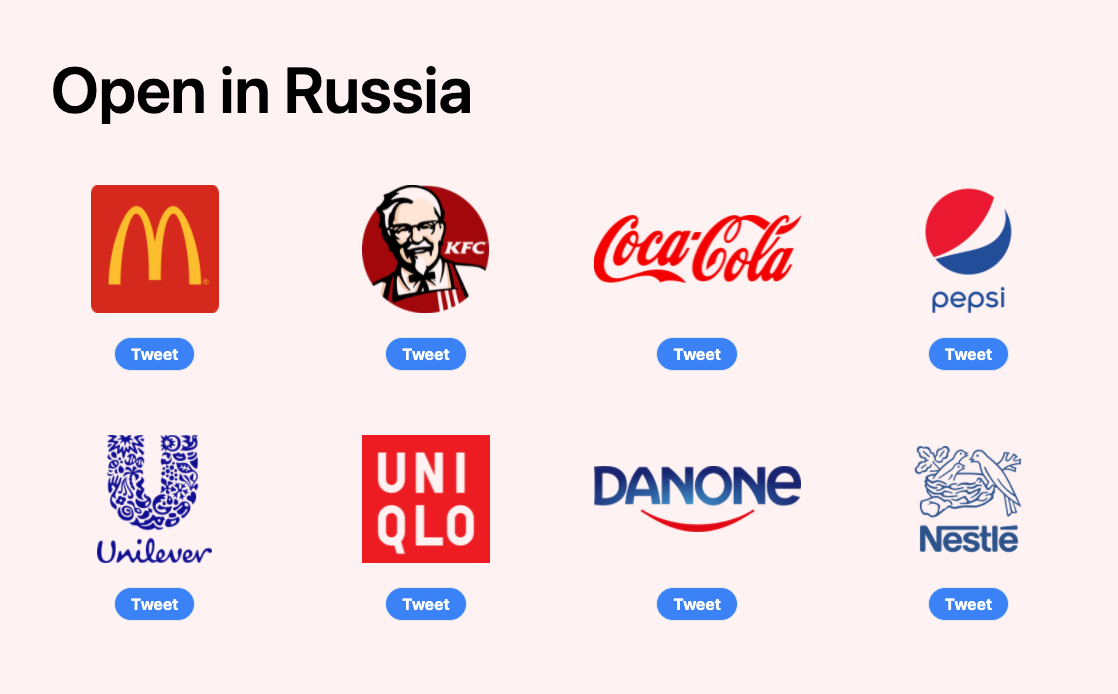 Open in Russia
KFC
Coca-Cola
pepsi
Tweet
Tweet
Tweet
Tweet
Unilever
UNI
QLO
DANONE
Nestlé
Tweet
Tweet
Tweet
Tweet